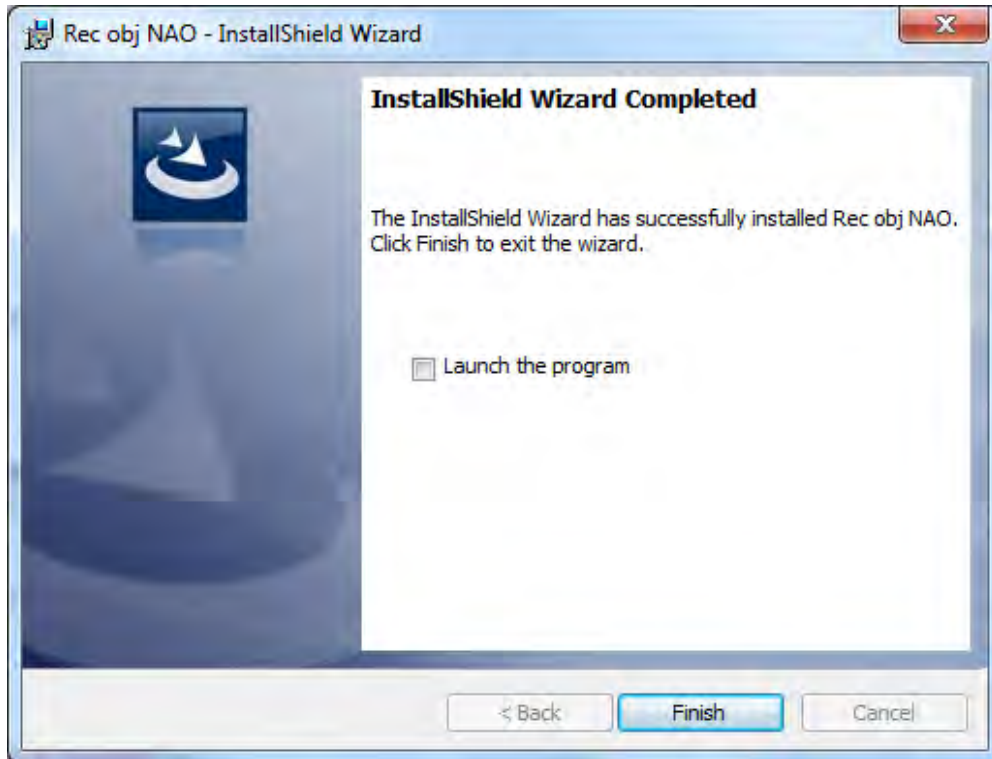 Rec obj NAO - InstallShield Wizard
InstallShield Wizard Completed
The InstallShield Wizard has successfully installed Rec obj NAO.
Click Finish to exit the wizard.
Launch the program
< Back Finish Cancel